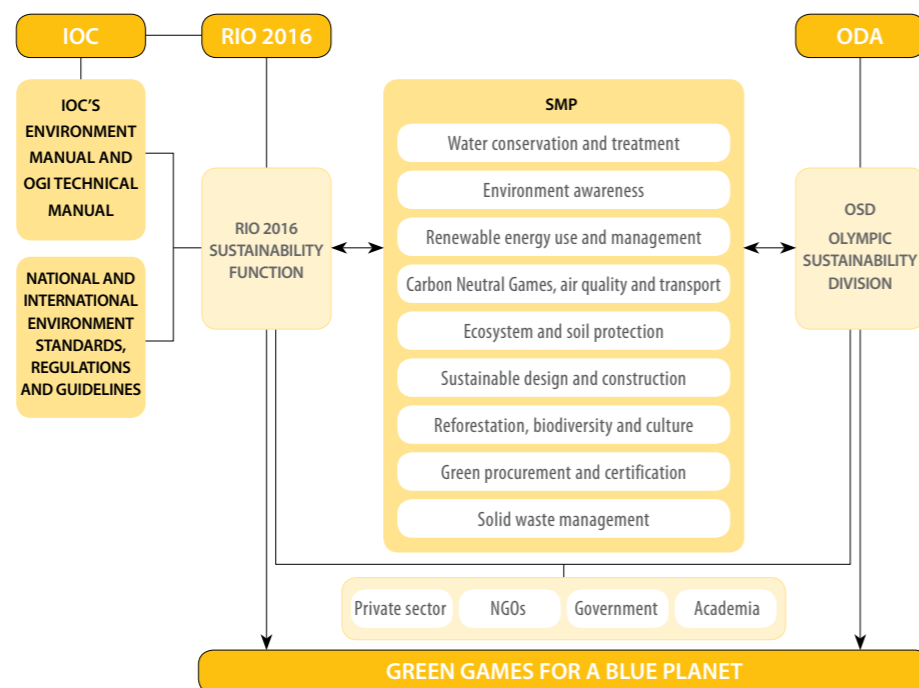 IOC
RIO 2016
ODA
IOC'S
ENVIRONMENT
MANUAL AND
OGI TECHNICAL
MANUAL
NATIONAL AND
INTERNATIONAL
ENVIRONMENT
STANDARDS,
REGULATIONS
AND GUIDELINES
RIO 2016
SUSTAINABILITY
FUNCTION
SMP
Water conservation and treatment
Environment awareness
Renewable energy use and management
Carbon Neutral Games, air quality and transport
Ecosystem and soil protection
Sustainable design and construction
Reforestation, biodiversity and culture
Green procurement and certification
Solid waste management
OSD
OLYMPIC
SUSTAINABILITY
DIVISION
Private sector
NGOs
Government
Academia
GREEN GAMES FOR A BLUE PLANET